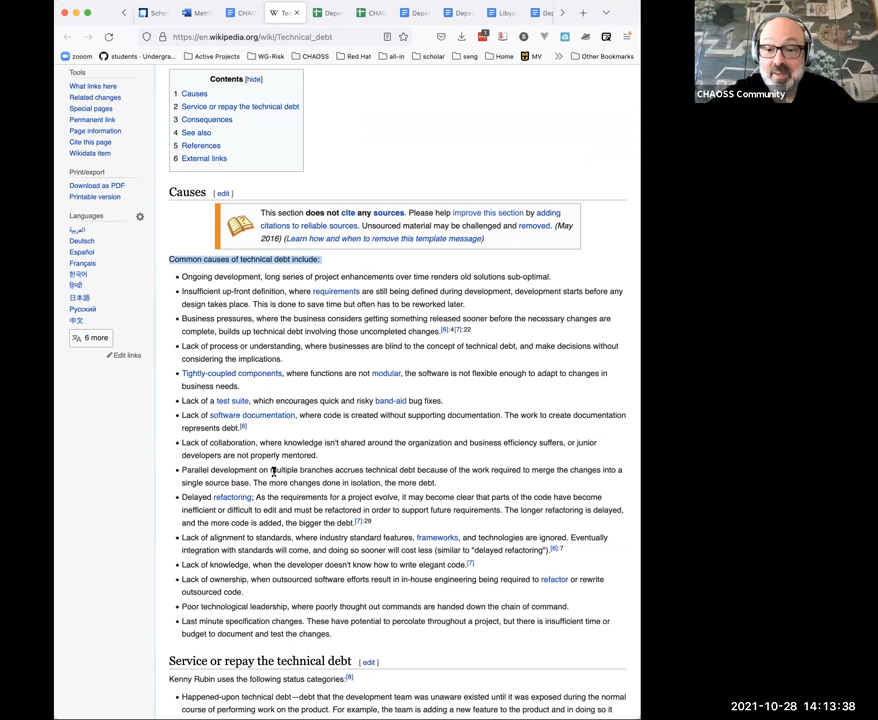 Sche
Metric
CHAO
Tec
Depe
CHAO
Deper
Depen
Libye
Dep
https://en.wikipedia.org/wiki/Technical_debt
zooom
students - Undergra...
Active Projects
WG-Risk
CHAOSS
Red Hat
all-in
scholar
seng
Home
MV
Other Bookmarks
CHAOSS Community
Tools
What links here
Related changes
Special pages
Permanent link
Page information
Cite this page
Wikidata item
Print/export
Download as PDF
Printable version
Languages
العربية
Deutsch
Español
Français
한국어
हिन्दी
日本語
Русский
中文
6 more
Edit links
Contents [hide]
1 Causes
2 Service or repay the technical debt
3 Consequences
4 See also
5 References
6 External links
Causes [ edit ]
This section does not cite any sources. Please help improve this section by adding
citations to reliable sources. Unsourced material may be challenged and removed. (May
2016) (Learn how and when to remove this template message)
Common causes of technical debt include:
• Ongoing development, long series of project enhancements over time renders old solutions sub-optimal.
• Insufficient up-front definition, where requirements are still being defined during development, development starts before any
design takes place. This is done to save time but often has to be reworked later.
• Business pressures, where the business considers getting something released sooner before the necessary changes are
complete, builds up technical debt involving those uncompleted changes.[6]:4[7]:22
• Lack of process or understanding, where businesses are blind to the concept of technical debt, and make decisions without
considering the implications.
• Tightly-coupled components, where functions are not modular, the software is not flexible enough to adapt to changes in
business needs.
• Lack of a test suite, which encourages quick and risky band-aid bug fixes.
• Lack of software documentation, where code is created without supporting documentation. The work to create documentation
represents debt.[6]
• Lack of collaboration, where knowledge isn't shared around the organization and business efficiency suffers, or junior
developers are not properly mentored.
• Parallel development on multiple branches accrues technical debt because of the work required to merge the changes into a
single source base. The more changes done in isolation, the more debt.
• Delayed refactoring; As the requirements for a project evolve, it may become clear that parts of the code have become
inefficient or difficult to edit and must be refactored in order to support future requirements. The longer refactoring is delayed,
and the more code is added, the bigger the debt.[7]:29
• Lack of alignment to standards, where industry standard features, frameworks, and technologies are ignored. Eventually
integration with standards will come, and doing so sooner will cost less (similar to "delayed refactoring").[6]:7
• Lack of knowledge, when the developer doesn't know how to write elegant code.[7]
• Lack of ownership, when outsourced software efforts result in in-house engineering being required to refactor or rewrite
outsourced code.
• Poor technological leadership, where poorly thought out commands are handed down the chain of command.
• Last minute specification changes. These have potential to percolate throughout a project, but there is insufficient time or
budget to document and test the changes.
Service or repay the technical debt [ edit ]
Kenny Rubin uses the following status categories:[8]
• Happened-upon technical debt—debt that the development team was unaware existed until it was exposed during the normal
course of performing work on the product. For example, the team is adding a new feature to the product and in doing so it
2021-10-28 14:13:38